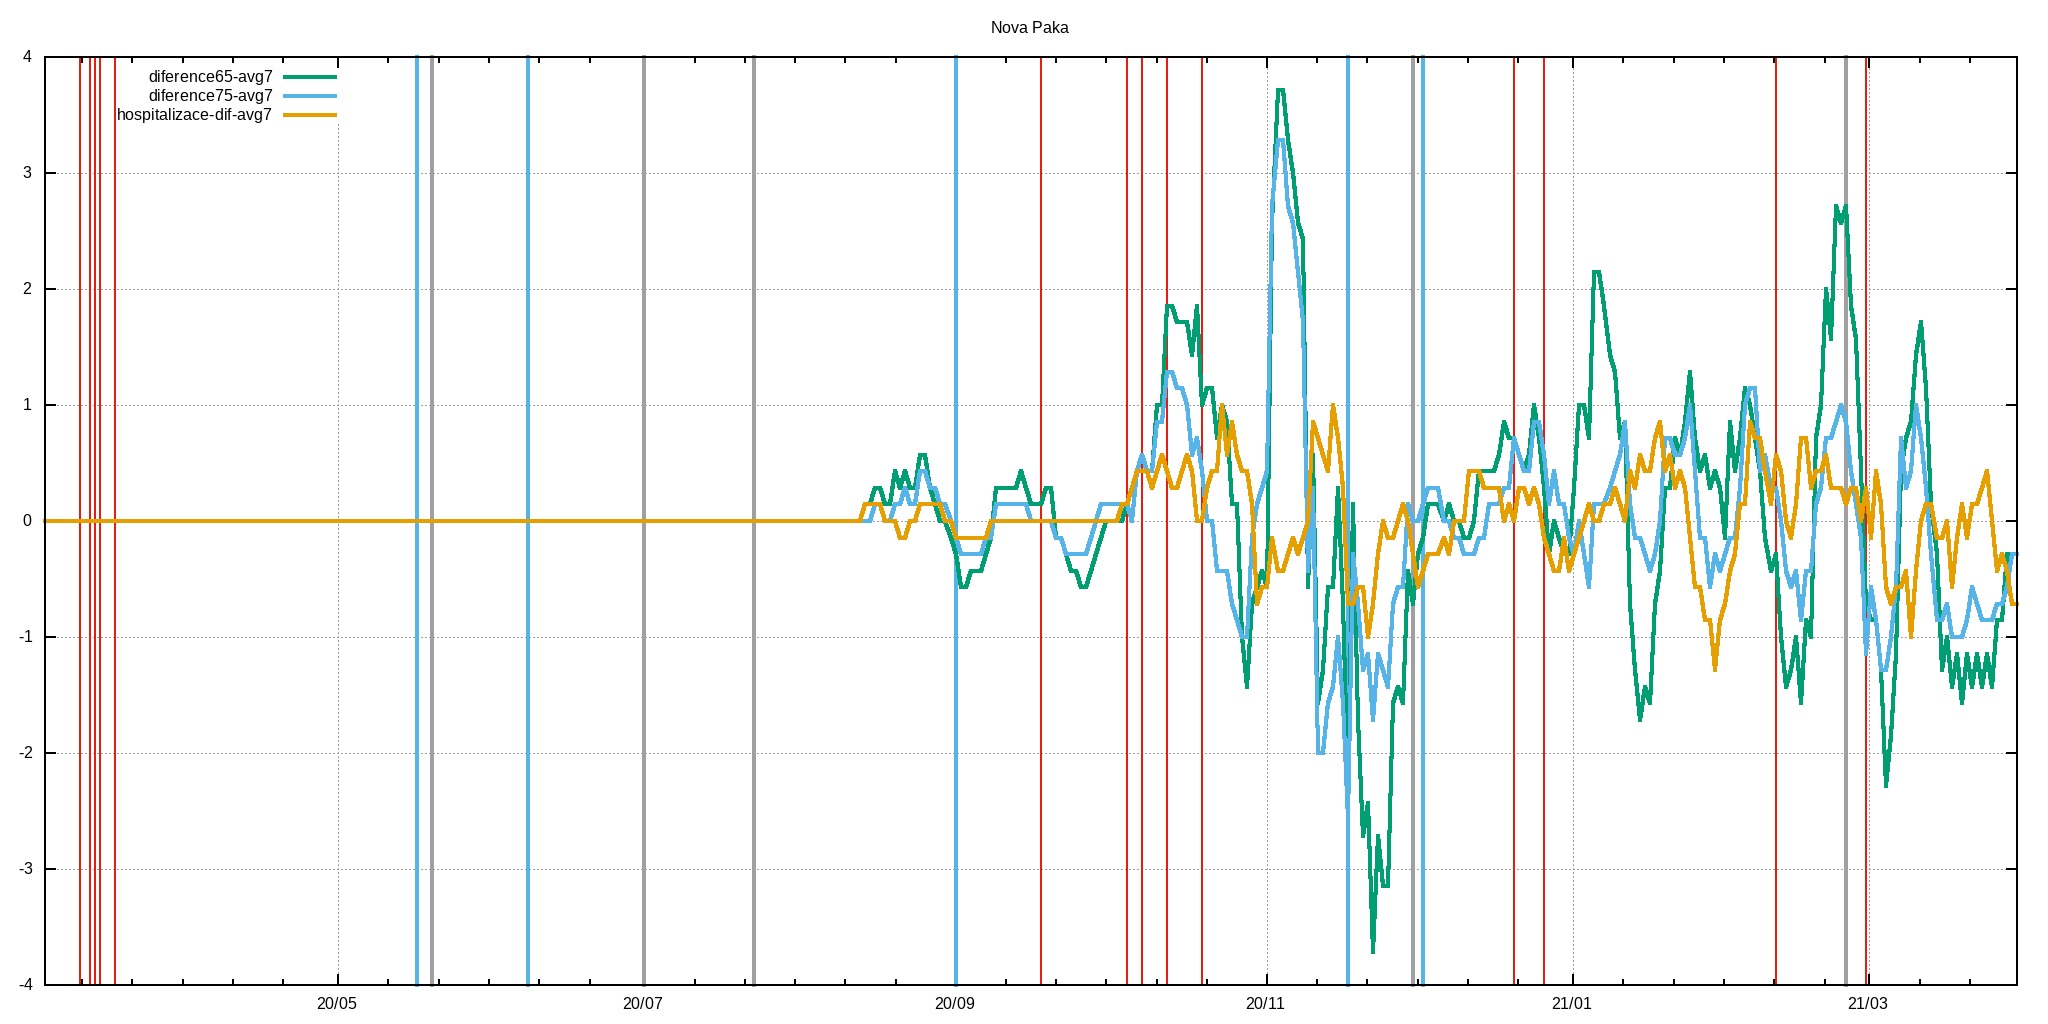 Nova Paka
diference65-avg7
diference75-avg7
hospitalizace-dif-avg7
4
3
2
1
0
-1
-2
-3
-4
20/05 20/07 20/09 20/11 21/01 21/03